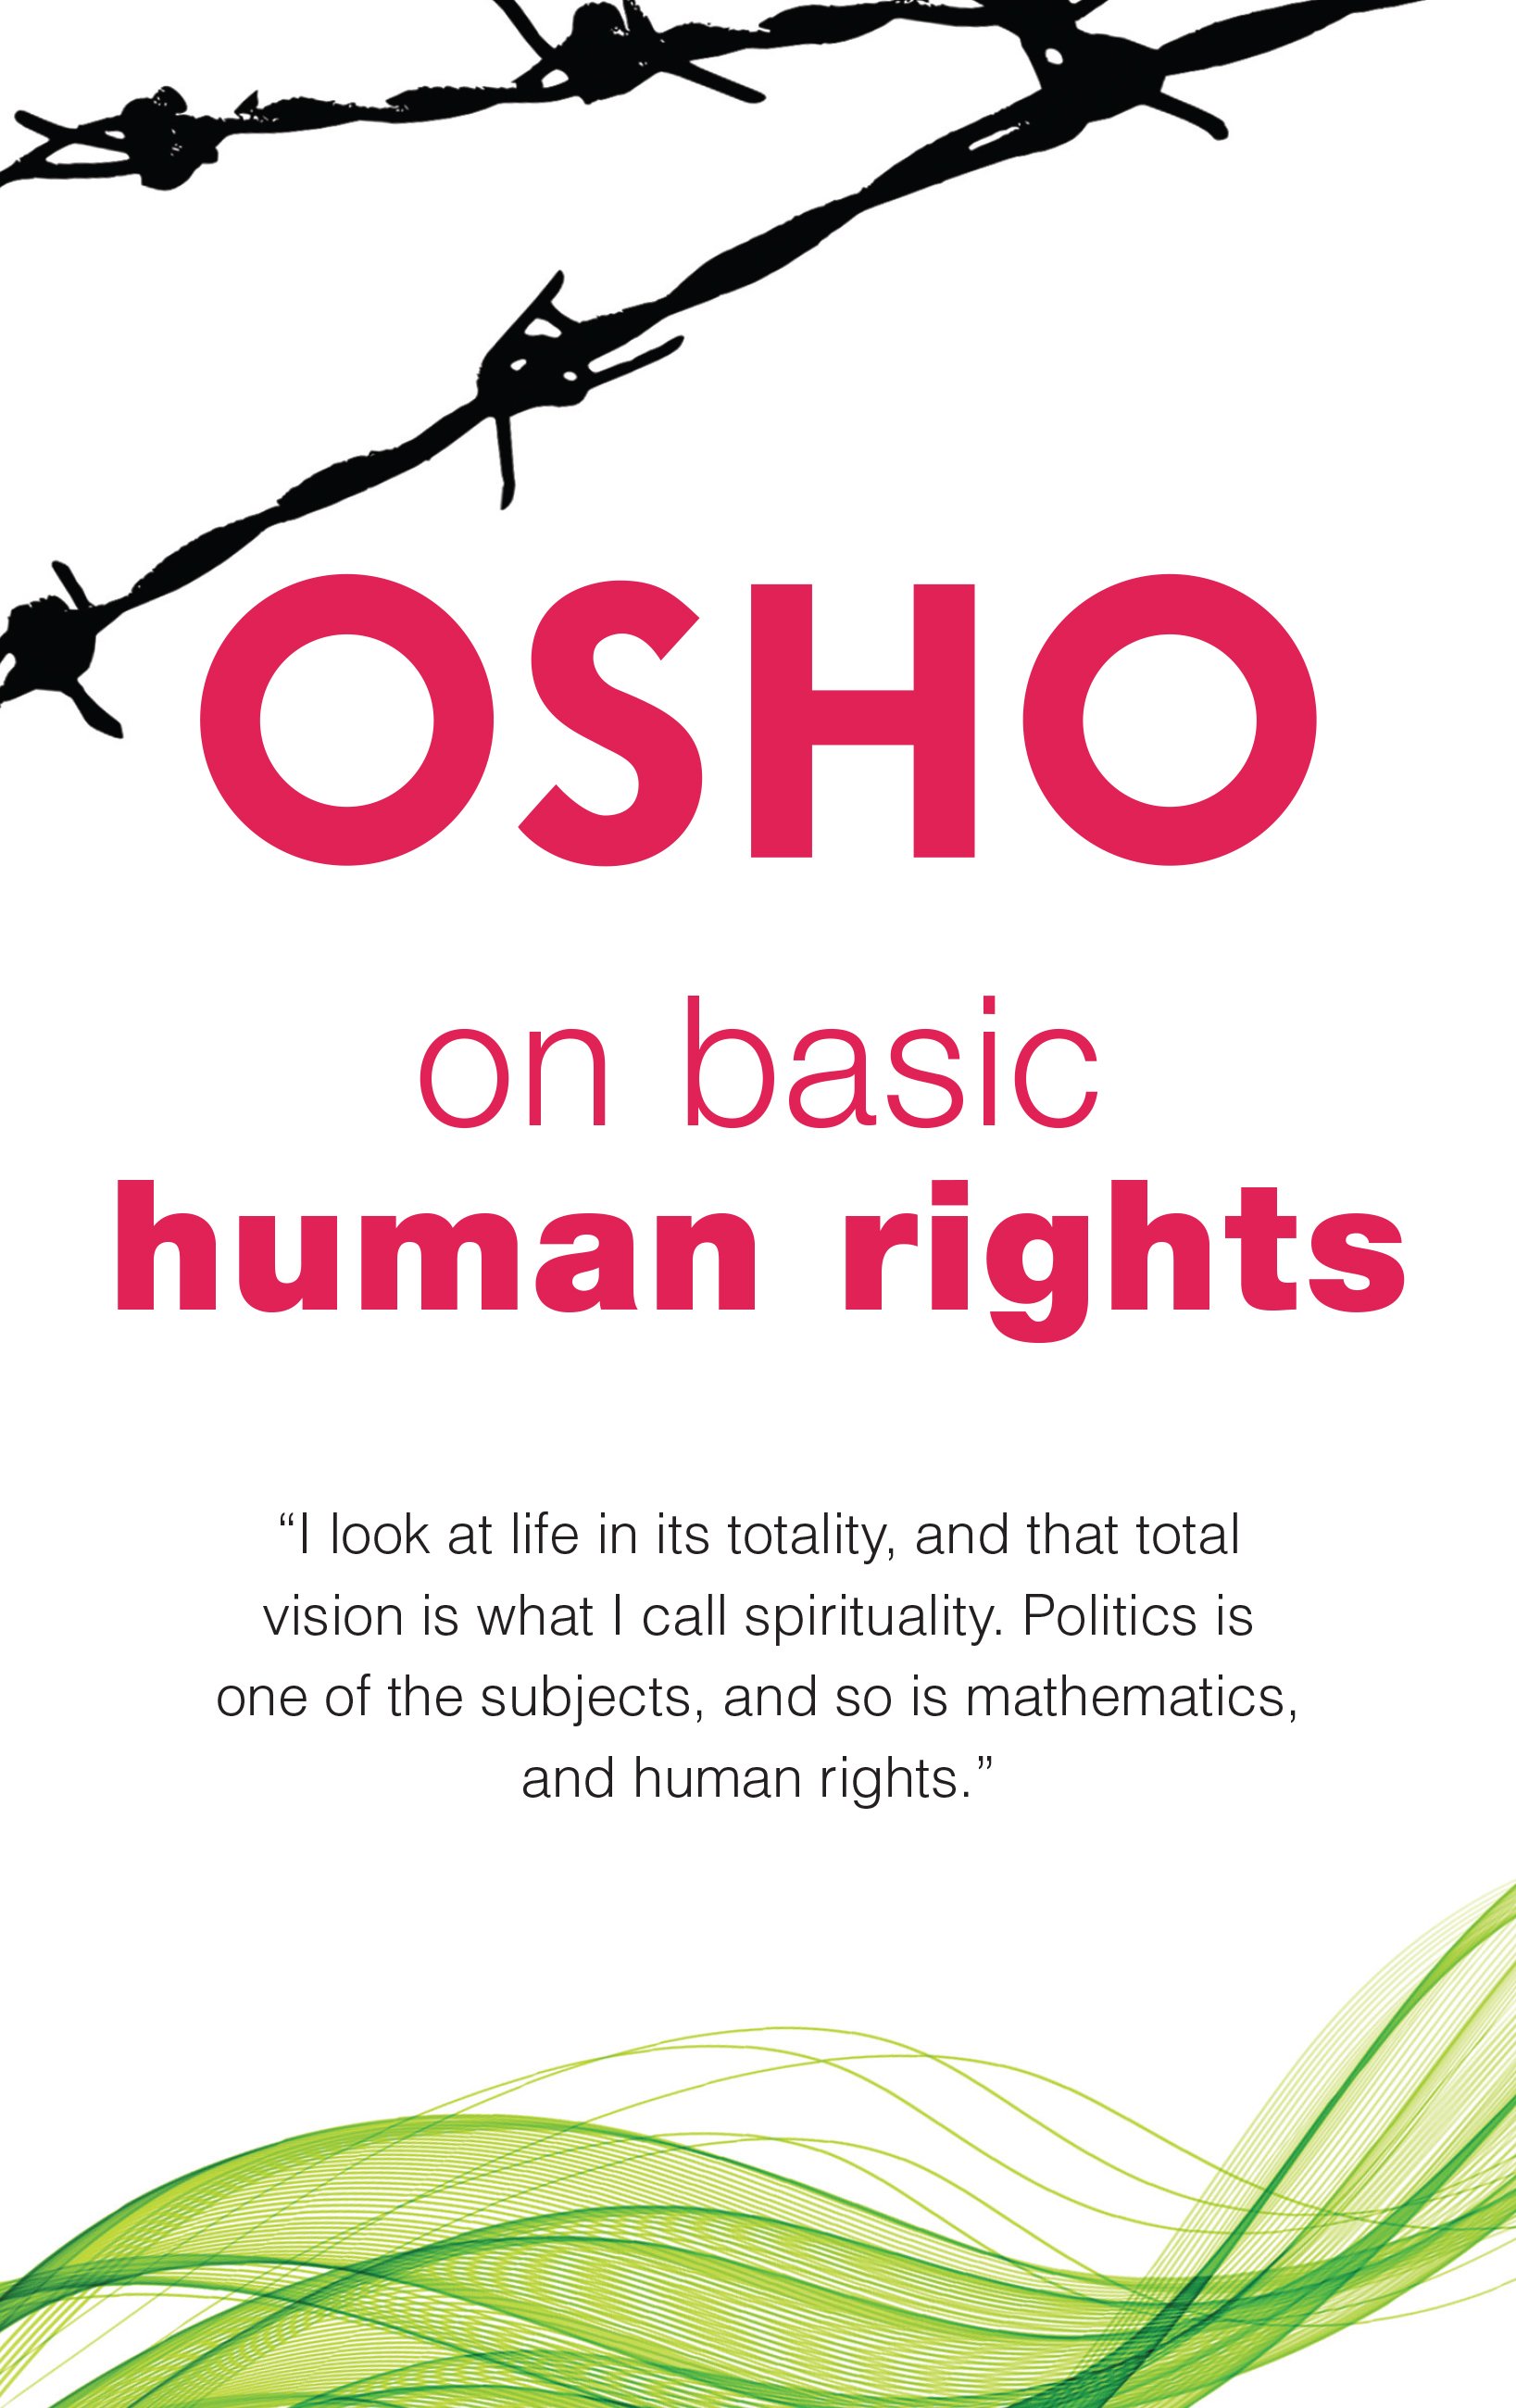 OSHO
on basic
human rights
“I look at life in its totality, and that total
vision is what I call spirituality. Politics is
one of the subjects, and so is mathematics,
and human rights.”